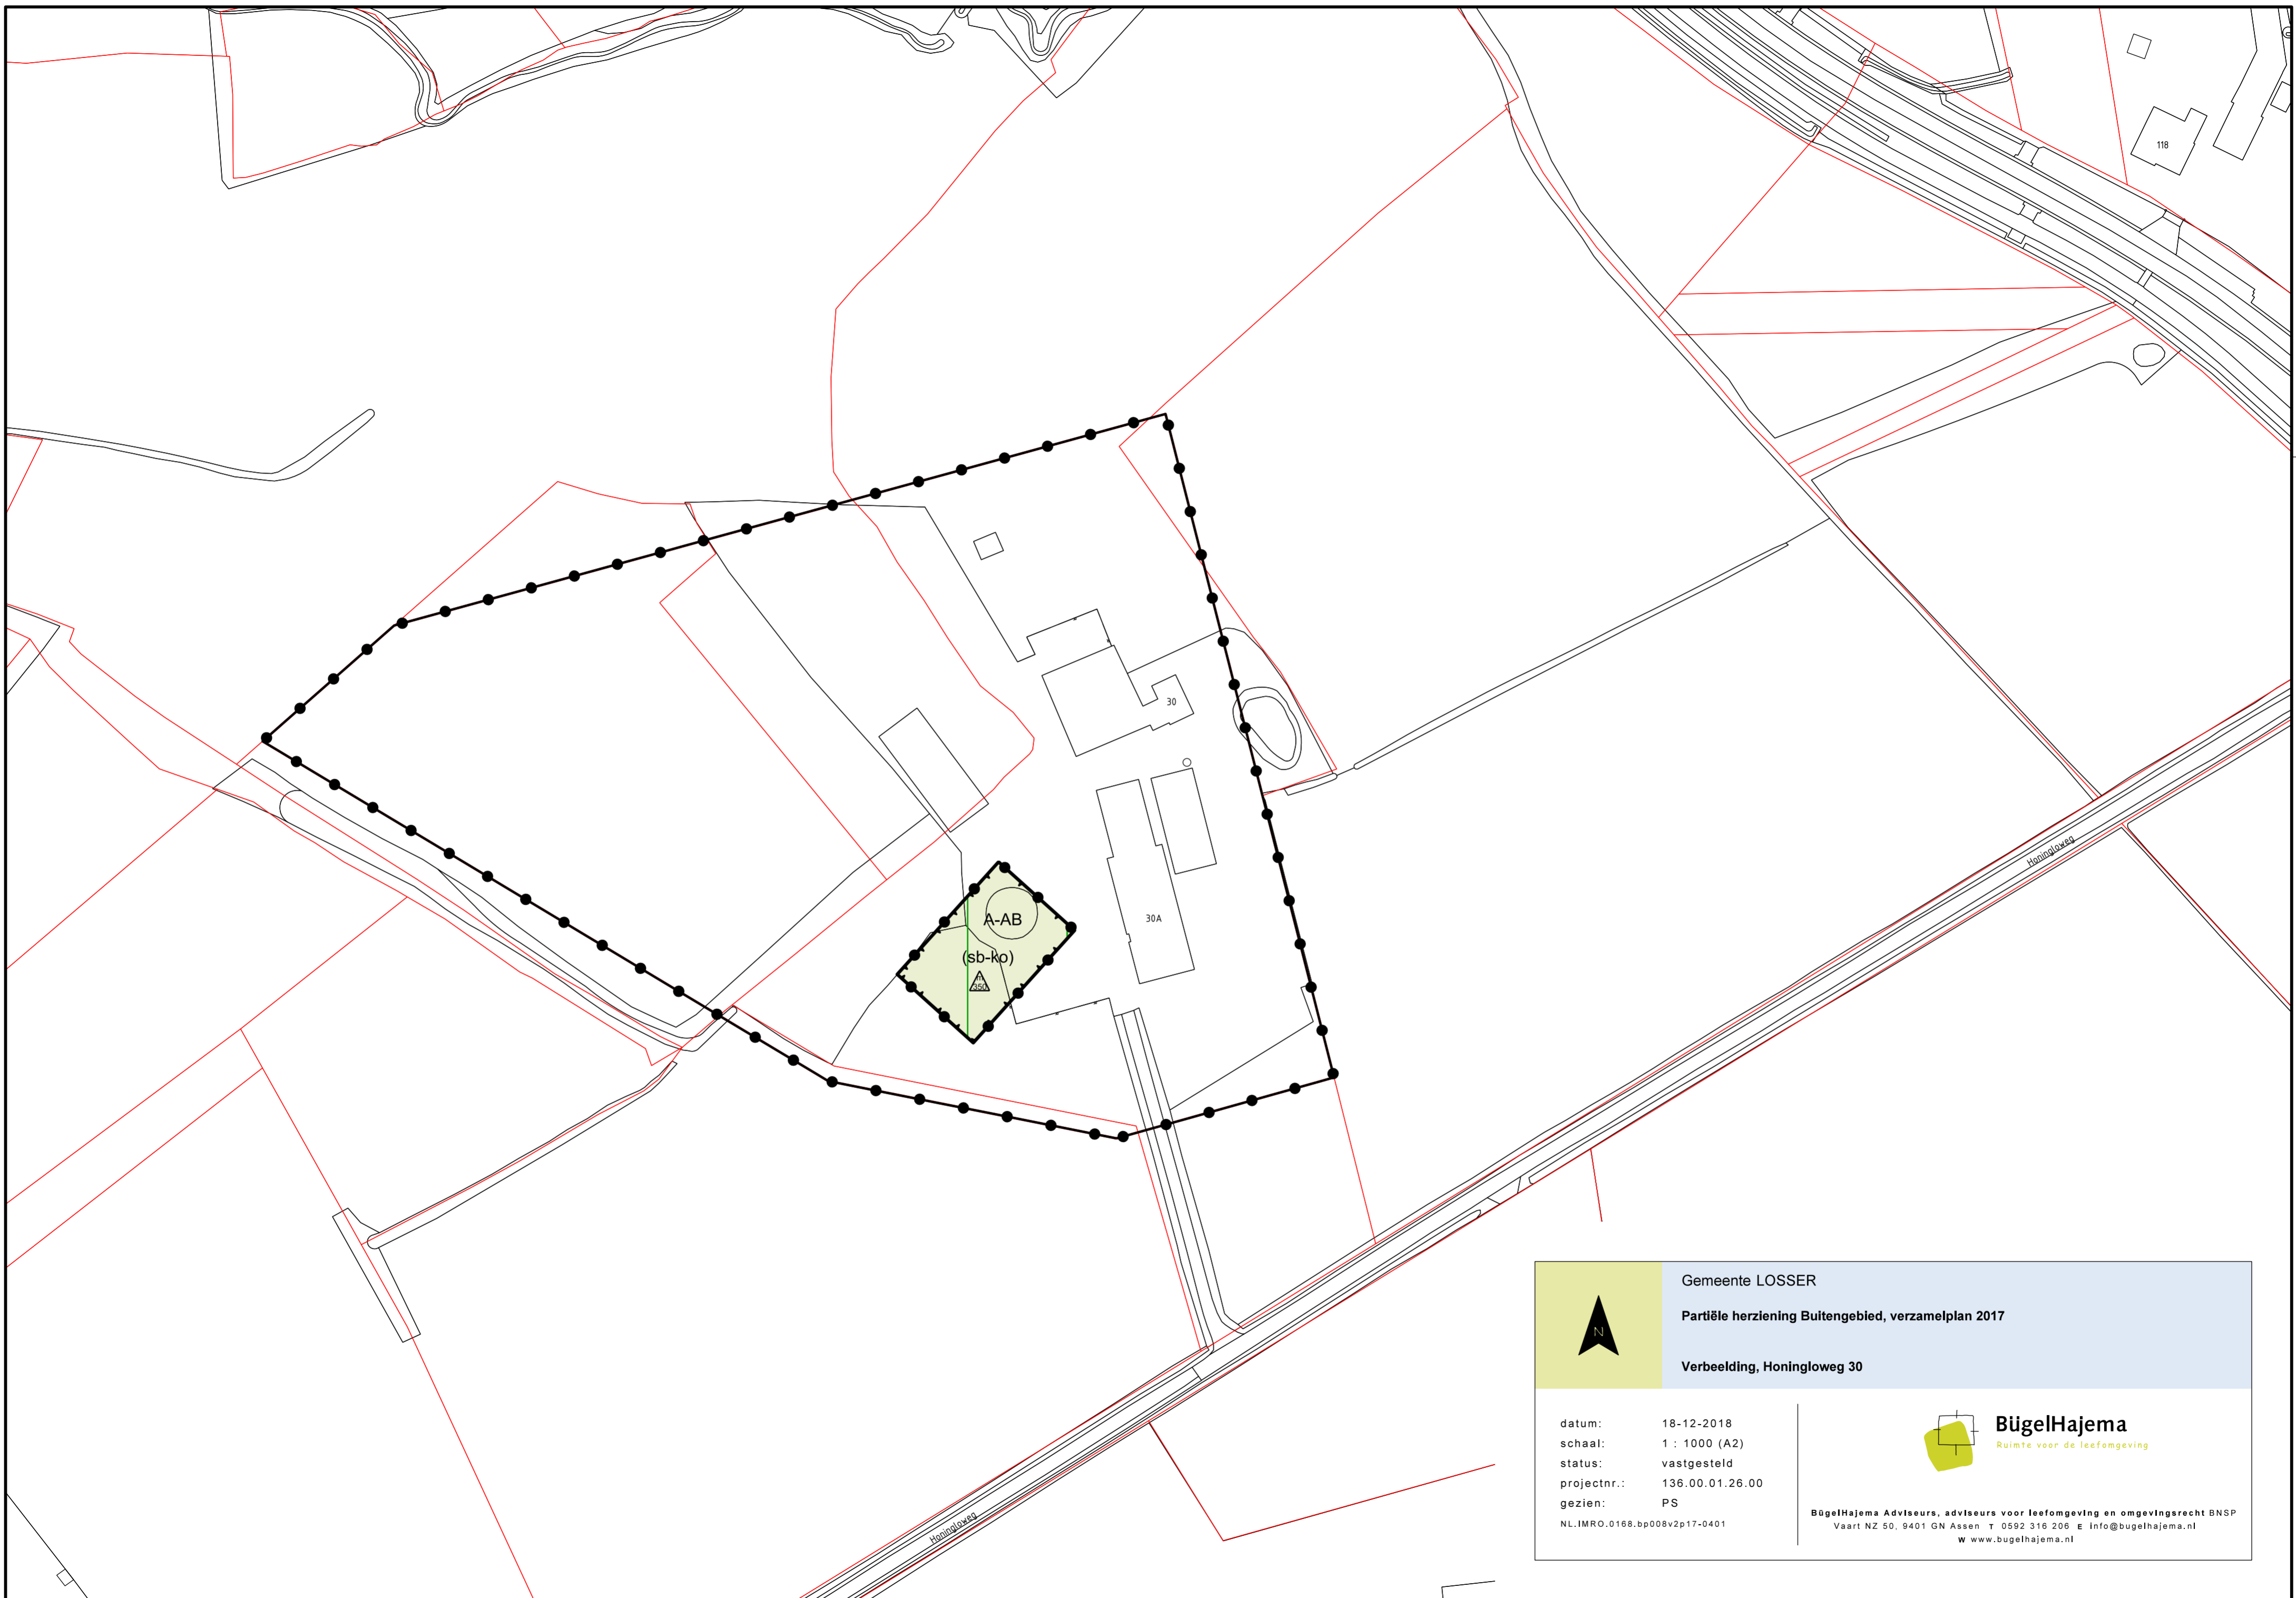 118
30
30A
A-AB
(sb-ko)
m
350
Honingloweg
Honingloweg
N
Gemeente LOSSER
Partiële herziening Buitengebied, verzamelplan 2017
Verbeelding, Honingloweg 30
datum: 18-12-2018
schaal: 1 : 1000 (A2)
status: vastgesteld
projectnr.: 136.00.01.26.00
gezien: PS
NL.IMRO.0168.bp008v2p17-0401
BügelHajema
Ruimte voor de leefomgeving
BügelHajema Adviseurs, adviseurs voor leefomgeving en omgevingsrecht BNSP
Vaart NZ 50, 9401 GN Assen T 0592 316 206 E info@bugelhajema.nl
W www.bugelhajema.nl